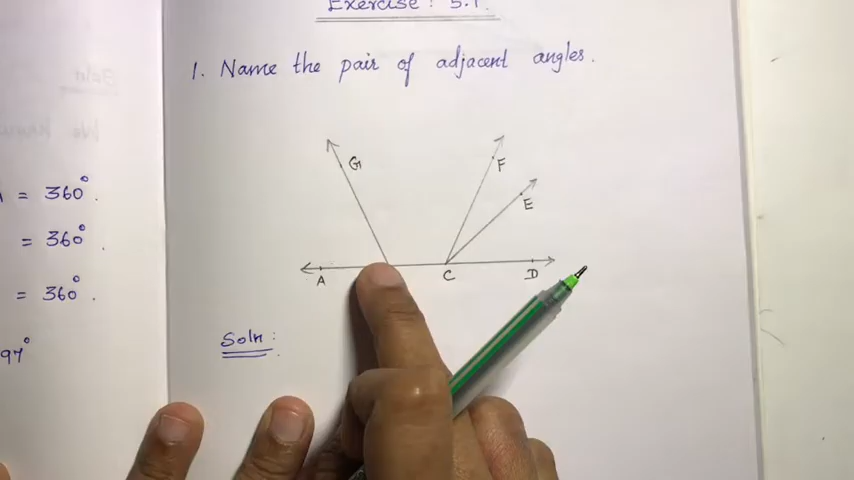 Exercise : 5.1
1. Name the pair of adjacent angles.
G
F
E
A
C
D
Soln :
= 360°.
= 360°.
= 360°.
97°